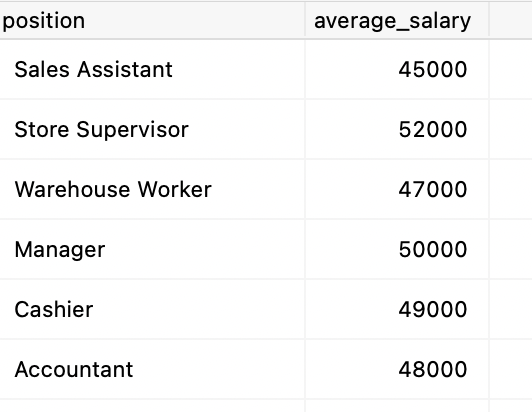 position average_salary
Sales Assistant 45000
Store Supervisor 52000
Warehouse Worker 47000
Manager 50000
Cashier 49000
Accountant 48000